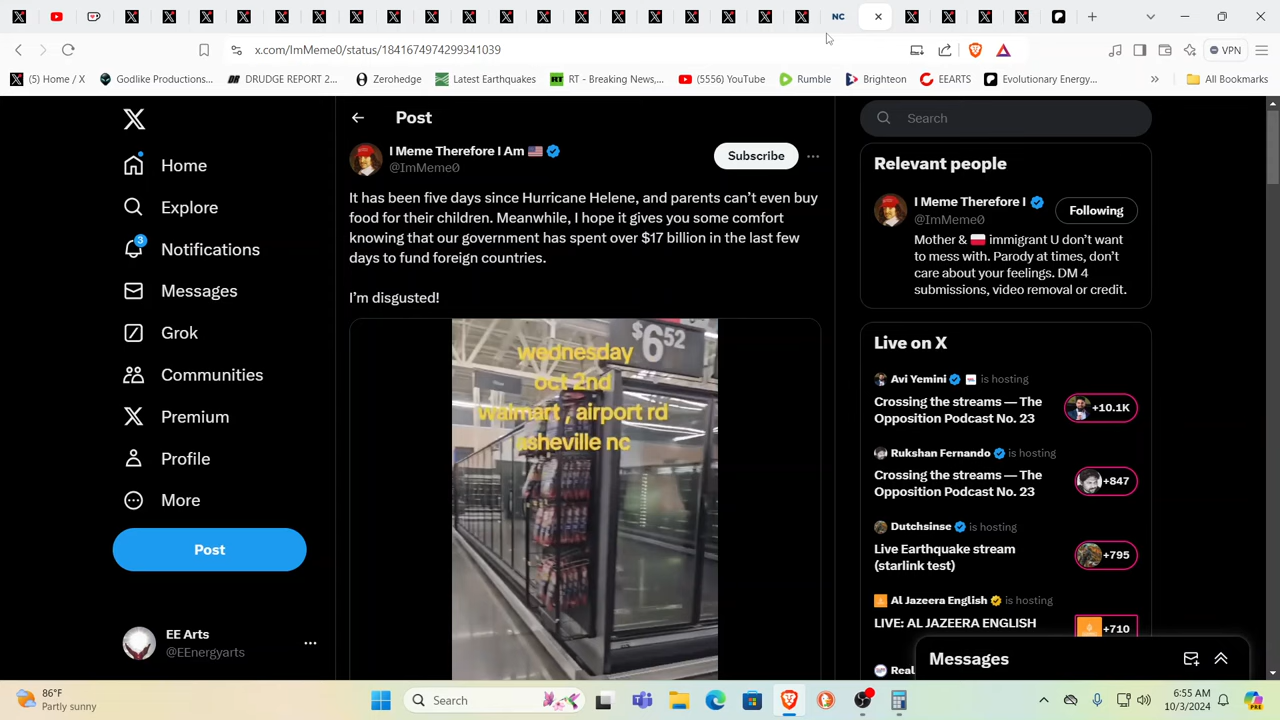 NC
x.com/ImMeme0/status/1841674974299341039
VPN
(5) Home / X
Godlike Productions...
DRUDGE REPORT 2...
Zerohedge
Latest Earthquakes
RT - Breaking News,...
(5556) YouTube
Rumble
Brighteon
EEARTS
Evolutionary Energy...
»
All Bookmarks
Home
Explore
3
Notifications
Messages
Grok
Communities
Premium
Profile
More
Post
EE Arts
@EEnergyarts
Post
I Meme Therefore I Am
@ImMeme0
Subscribe
It has been five days since Hurricane Helene, and parents can’t even buy
food for their children. Meanwhile, I hope it gives you some comfort
knowing that our government has spent over $17 billion in the last few
days to fund foreign countries.
I’m disgusted!
$6.52
wednesday
oct 2nd
walmart , airport rd
asheville nc
Search
Relevant people
I Meme Therefore I
@ImMeme0
Following
Mother & immigrant U don’t want
to mess with. Parody at times, don’t
care about your feelings. DM 4
submissions, video removal or credit.
Live on X
Avi Yemini is hosting
Crossing the streams — The
Opposition Podcast No. 23
+10.1K
Rukshan Fernando is hosting
Crossing the streams — The
Opposition Podcast No. 23
+847
Dutchsinse is hosting
Live Earthquake stream
(starlink test)
+795
Al Jazeera English is hosting
LIVE: AL JAZEERA ENGLISH
+710
Real
Messages
86°F
Partly sunny
Search
6:55 AM
10/3/2024
PRE